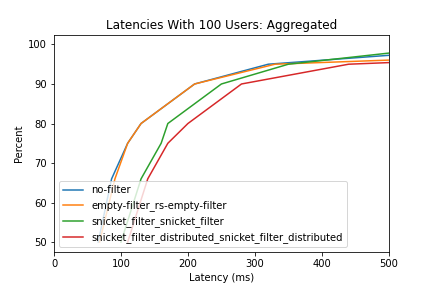 Latencies With 100 Users: Aggregated
100
90
80
70
60
50
Percent
no-filter
empty-filter_rs-empty-filter
snicket_filter_snicket_filter
snicket_filter_distributed_snicket_filter_distributed
0 100 200 300 400 500
Latency (ms)